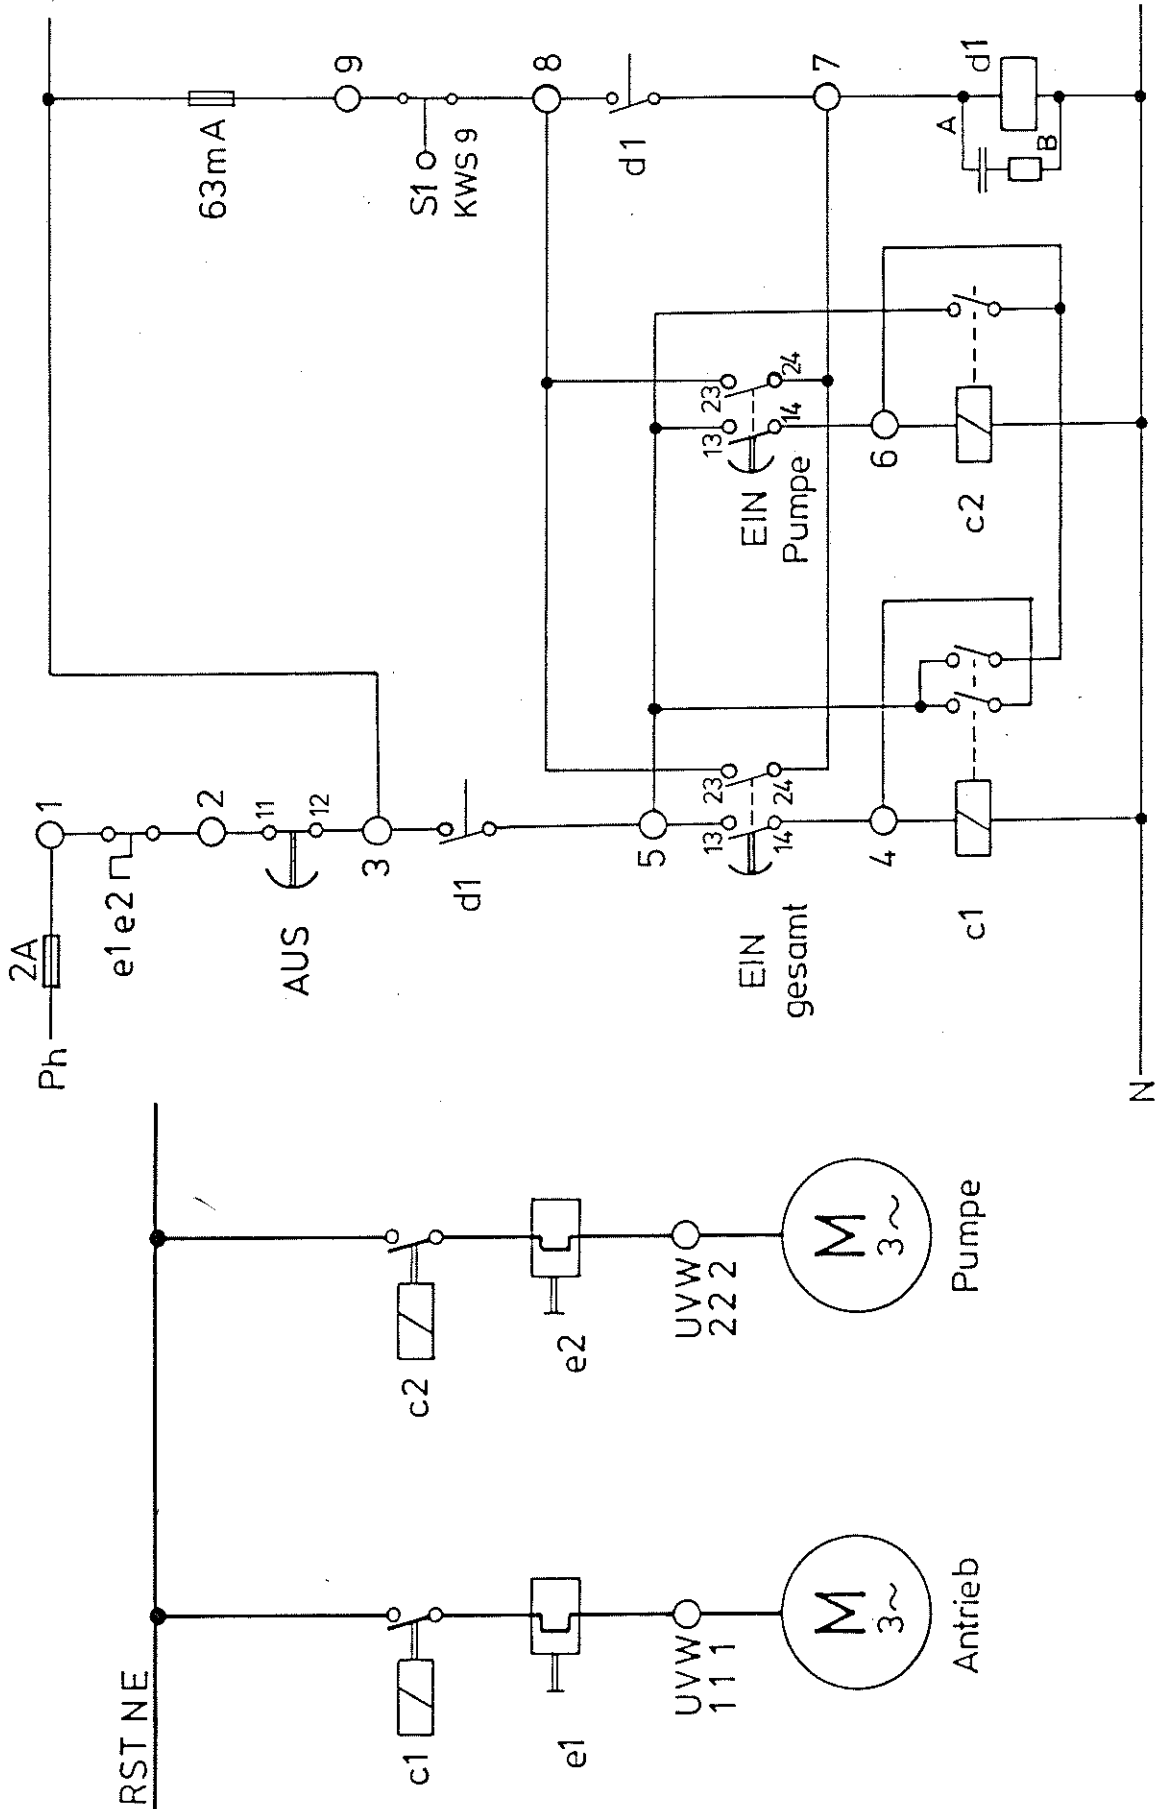 RST NE
c1
e1
UVW
1 1 1
M
3~
Antrieb
c2
e2
UVW
2 2 2
M
3~
Pumpe
Ph
2A
1
e1 e2
2
11
12
AUS
3
d1
5
13
14
23
24
EIN
gesamt
4
c1
13
14
23
24
EIN
Pumpe
6
c2
63mA
9
S1
KWS 9
8
d1
7
A
B
d1
N